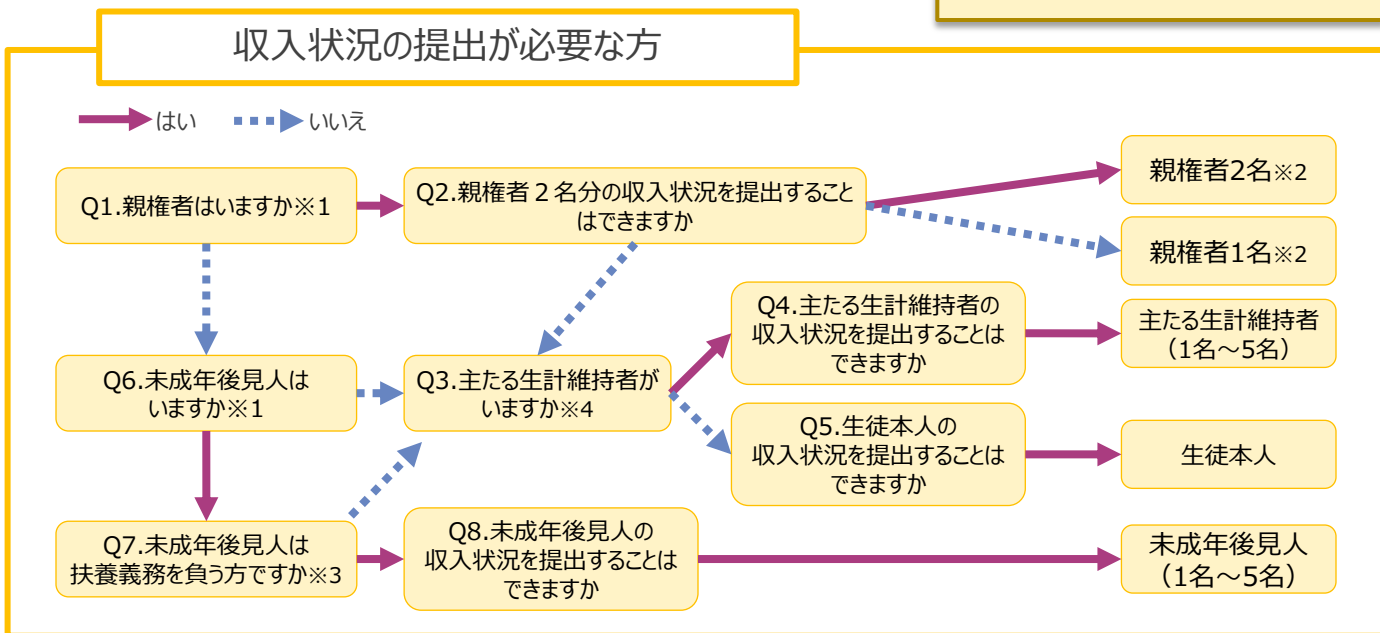 収入状況の提出が必要な方
はい
いいえ
Q1.親権者はいますか※1
Q2.親権者２名分の収入状況を提出すること
はできますか
親権者2名※2
親権者1名※2
Q6.未成年後見人は
いますか※1
Q3.主たる生計維持者が
いますか※4
Q4.主たる生計維持者の
収入状況を提出することは
できますか
主たる生計維持者
（1名～5名）
Q5.生徒本人の
収入状況を提出することは
できますか
生徒本人
Q7.未成年後見人は
扶養義務を負う方ですか※3
Q8.未成年後見人の
収入状況を提出することは
できますか
未成年後見人
（1名～5名）